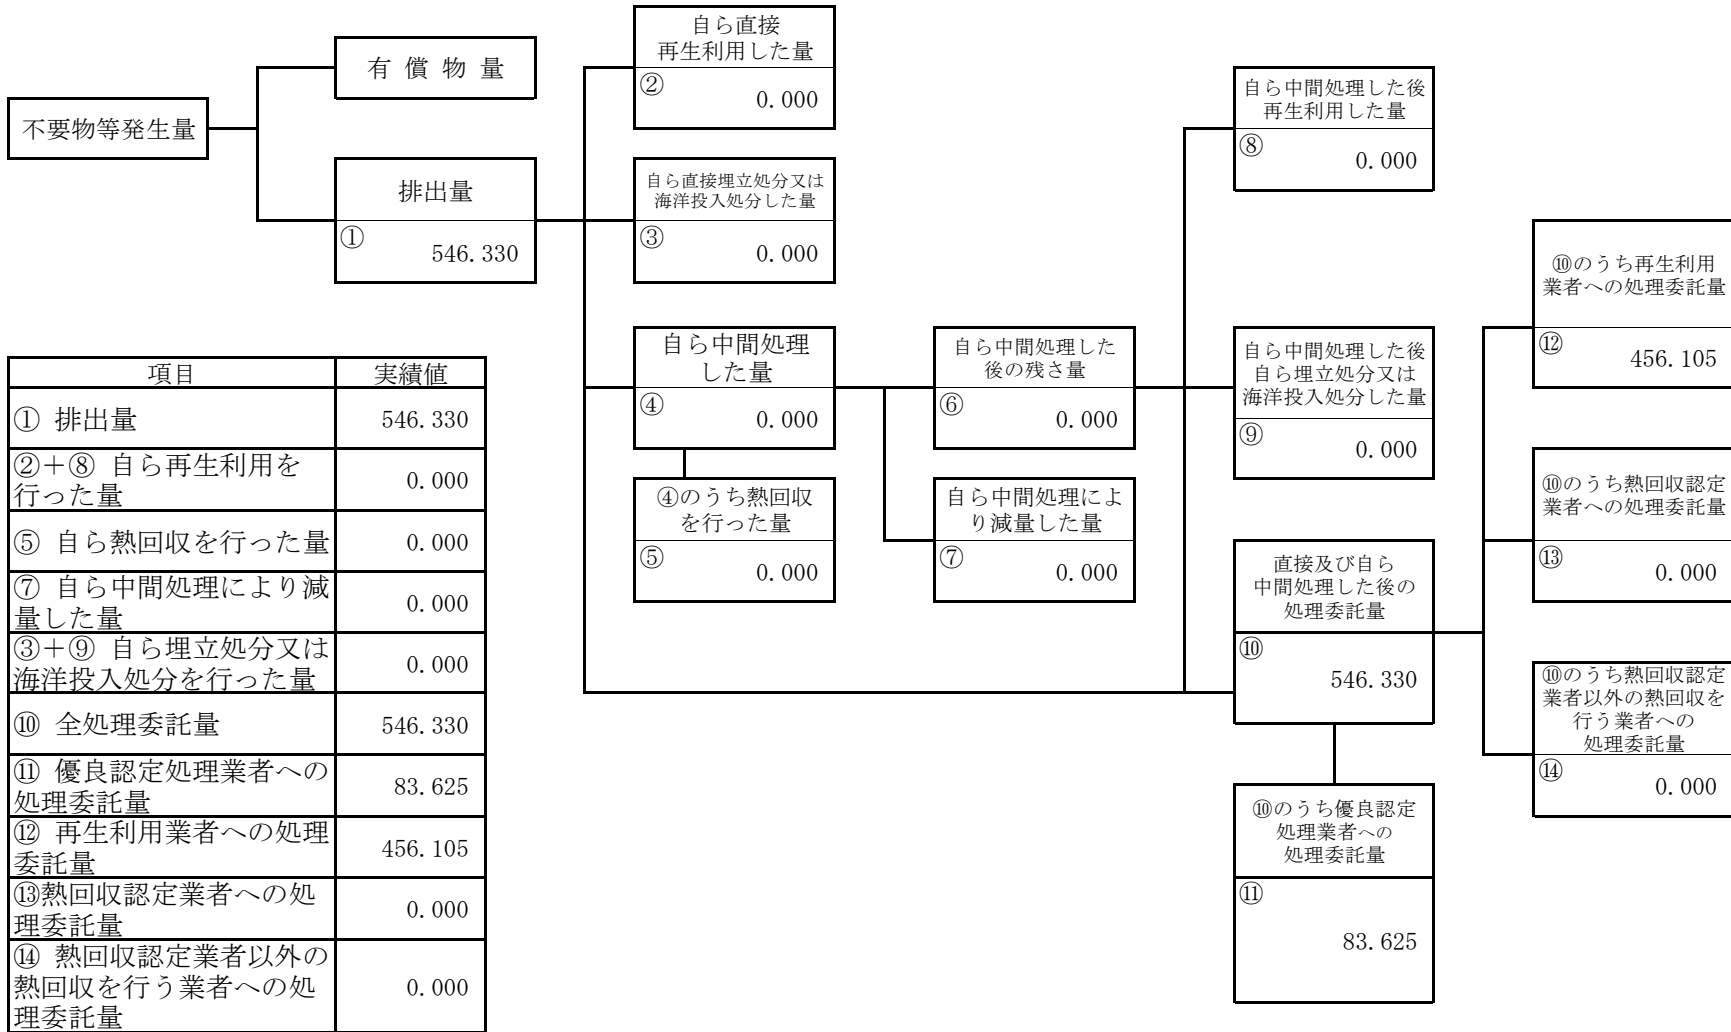 不要物等発生量
有 償 物 量
排出量
①
546.330
自ら直接
再生利用した量
②
0.000
自ら直接埋立処分又は
海洋投入処分した量
③
0.000
自ら中間処理
した量
④
0.000
④のうち熱回収
を行った量
⑤
0.000
自ら中間処理した
後の残さ量
⑥
0.000
自ら中間処理によ
り減量した量
⑦
0.000
自ら中間処理した後
再生利用した量
⑧
0.000
自ら中間処理した後
自ら埋立処分又は
海洋投入処分した量
⑨
0.000
直接及び自ら
中間処理した後の
処理委託量
⑩
546.330
⑩のうち優良認定
処理業者への
処理委託量
⑪
83.625
⑩のうち再生利用
業者への処理委託量
⑫
456.105
⑩のうち熱回収認定
業者への処理委託量
⑬
0.000
⑩のうち熱回収認定
業者以外の熱回収を
行う業者への
処理委託量
⑭
0.000
項目 実績値
① 排出量 546.330
②＋⑧ 自ら再生利用を
行った量 0.000
⑤ 自ら熱回収を行った量 0.000
⑦ 自ら中間処理により減
量した量 0.000
③＋⑨ 自ら埋立処分又は
海洋投入処分を行った量 0.000
⑩ 全処理委託量 546.330
⑪ 優良認定処理業者への
処理委託量 83.625
⑫ 再生利用業者への処理
委託量 456.105
⑬熱回収認定業者への処
理委託量 0.000
⑭ 熱回収認定業者以外の
熱回収を行う業者への処
理委託量 0.000